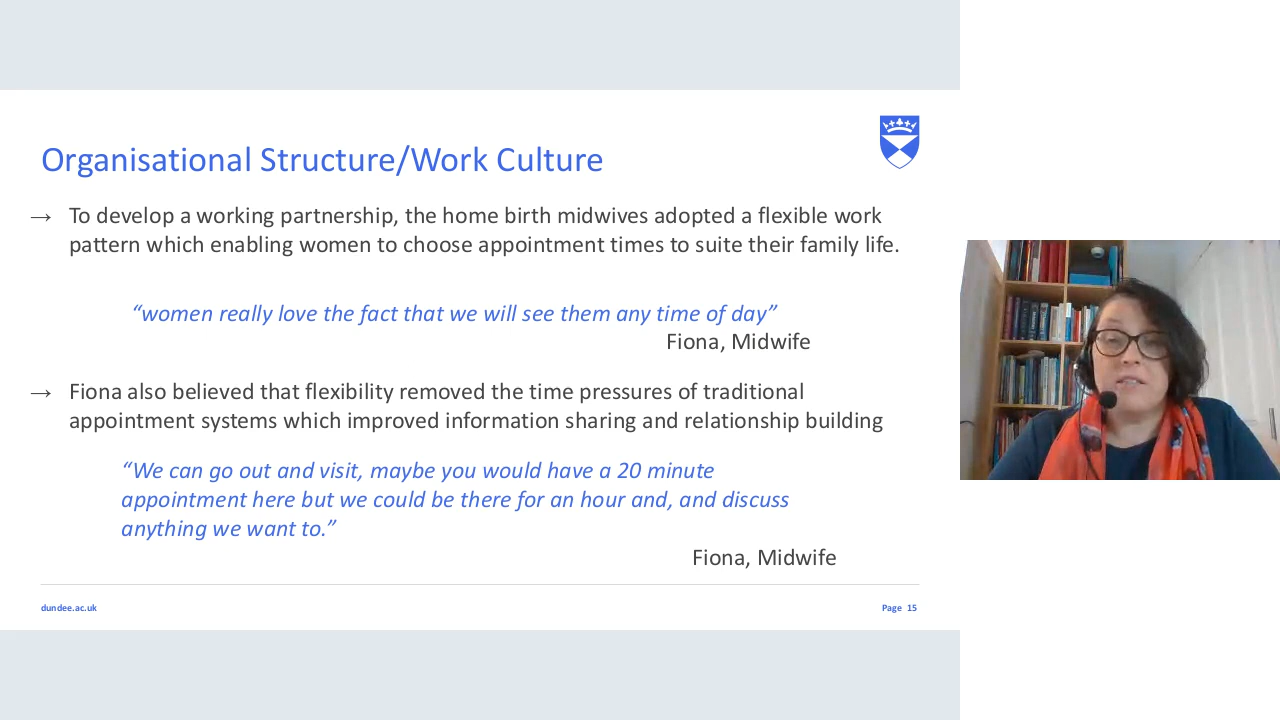 Organisational Structure/Work Culture
→ To develop a working partnership, the home birth midwives adopted a flexible work
pattern which enabling women to choose appointment times to suite their family life.
“women really love the fact that we will see them any time of day”
Fiona, Midwife
→ Fiona also believed that flexibility removed the time pressures of traditional
appointment systems which improved information sharing and relationship building
“We can go out and visit, maybe you would have a 20 minute
appointment here but we could be there for an hour and, and discuss
anything we want to.”
Fiona, Midwife
dundee.ac.uk
Page 15